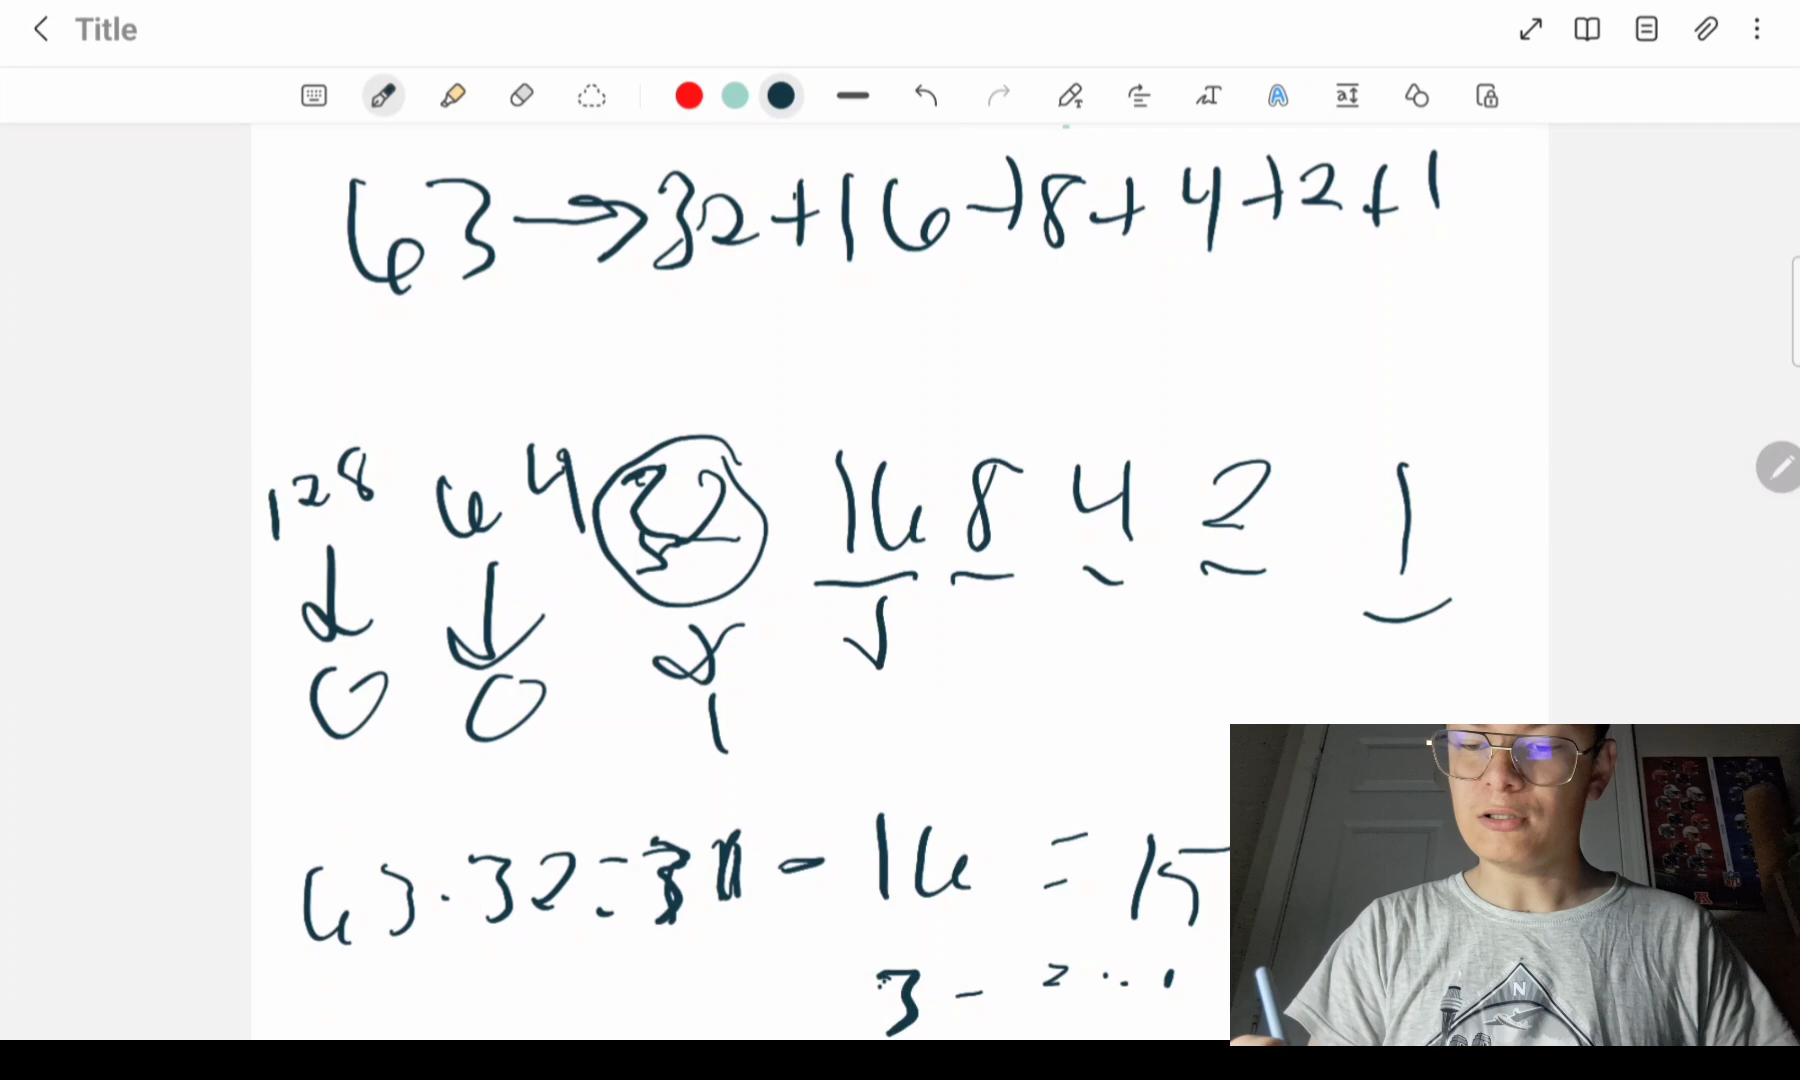 Title
63 → 32 + 16 + 8 + 4 + 2 + 1
128 64 32 16 8 4 2 1
0 0 1
63 - 32 = 31 - 16 = 15
3 - 2 = 1
N